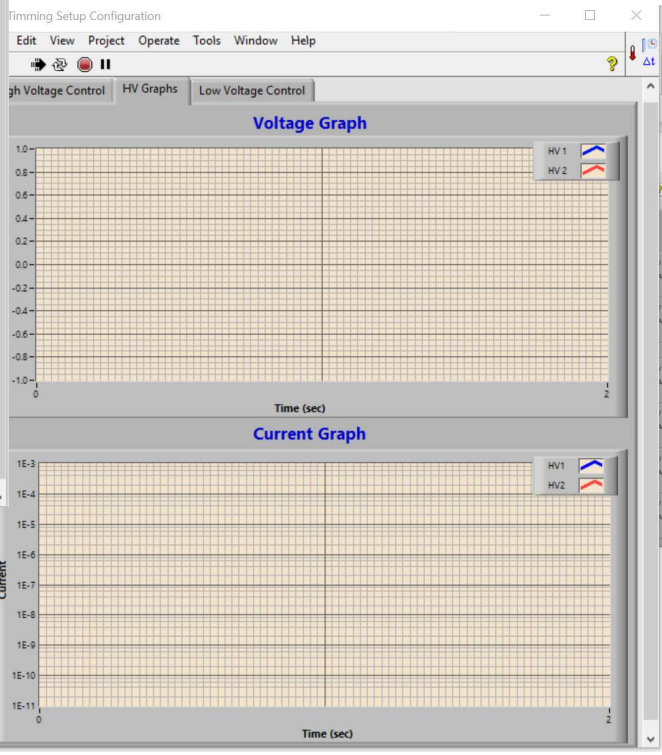 Timming Setup Configuration
Edit View Project Operate Tools Window Help
?
Δt
gh Voltage Control HV Graphs Low Voltage Control
Voltage Graph
HV 1
HV 2
1.0
0.8
0.6
0.4
0.2
0.0
-0.2
-0.4
-0.6
-0.8
-1.0
0 2
Time (sec)
Current Graph
HV1
HV2
Current
1E-3
1E-4
1E-5
1E-6
1E-7
1E-8
1E-9
1E-10
1E-11
0 2
Time (sec)